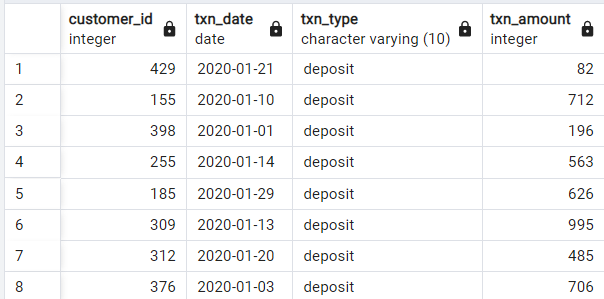 customer_id txn_date txn_type txn_amount
integer date character varying (10) integer
1 429 2020-01-21 deposit 82
2 155 2020-01-10 deposit 712
3 398 2020-01-01 deposit 196
4 255 2020-01-14 deposit 563
5 185 2020-01-29 deposit 626
6 309 2020-01-13 deposit 995
7 312 2020-01-20 deposit 485
8 376 2020-01-03 deposit 706